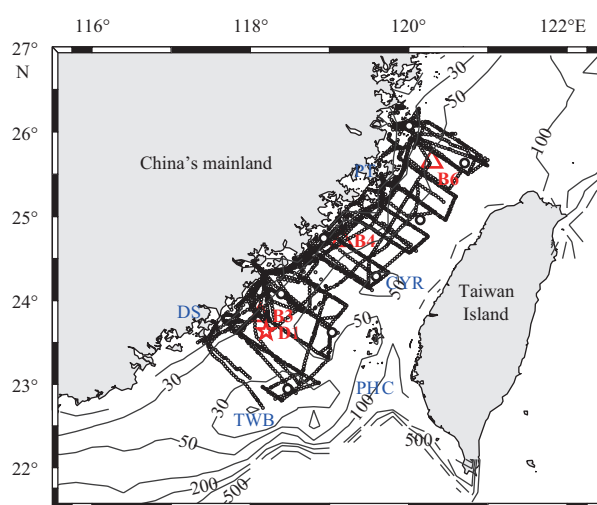 116° 118° 120° 122°E
27°
N
30
50
100
26°
China's mainland
PT
B6
25°
B4
CYR
50
24°
DS
B3
D1
Taiwan
Island
50
30
23°
30
PHC
100
TWB
50
500
22°
200
500